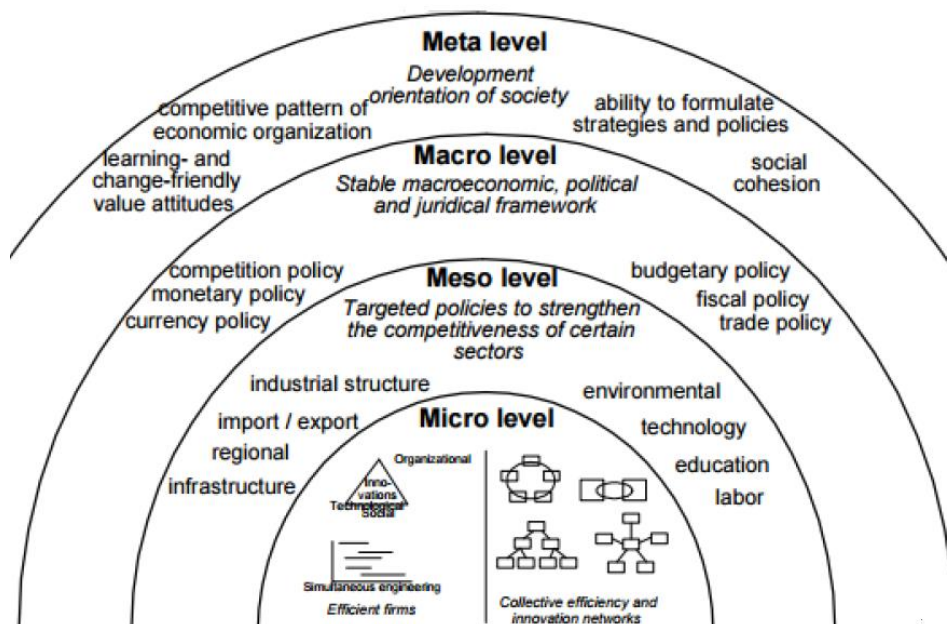 Meta level
Development
orientation of society
competitive pattern of
economic organization
ability to formulate
strategies and policies
learning- and
change-friendly
value attitudes
social
cohesion
Macro level
Stable macroeconomic, political
and juridical framework
competition policy
monetary policy
currency policy
budgetary policy
fiscal policy
trade policy
Meso level
Targeted policies to strengthen
the competitiveness of certain
sectors
industrial structure
import / export
regional
infrastructure
environmental
technology
education
labor
Micro level
Organizational
Inno-
vations
Technological
Social
Simultaneous engineering
Efficient firms
Collective efficiency and
innovation networks